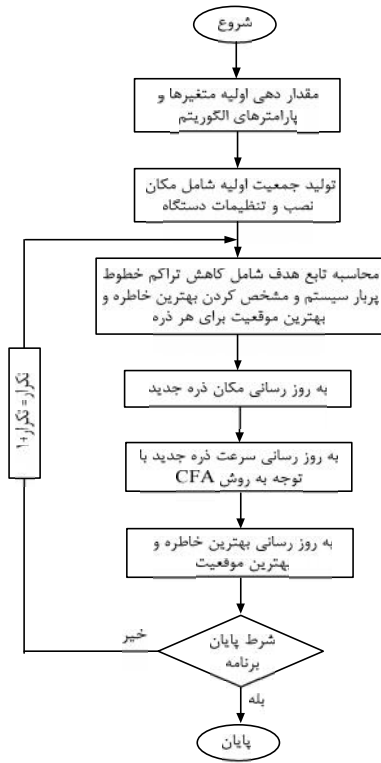 شروع
مقدار دهی اولیه متغیرها و
پارامترهای الگوریتم
تولید جمعیت اولیه شامل مکان
نصب و تنظیمات دستگاه
محاسبه تابع هدف شامل کاهش تراکم خطوط
پربار سیستم و مشخص کردن بهترین خاطره و
بهترین موقعیت برای هر ذره
به روز رسانی مکان ذره جدید
به روز رسانی سرعت ذره جدید با
توجه به روش CFA
به روز رسانی بهترین خاطره و
بهترین موقعیت
شرط پایان
برنامه
خیر
تکرار = تکرار+۱
بله
پایان